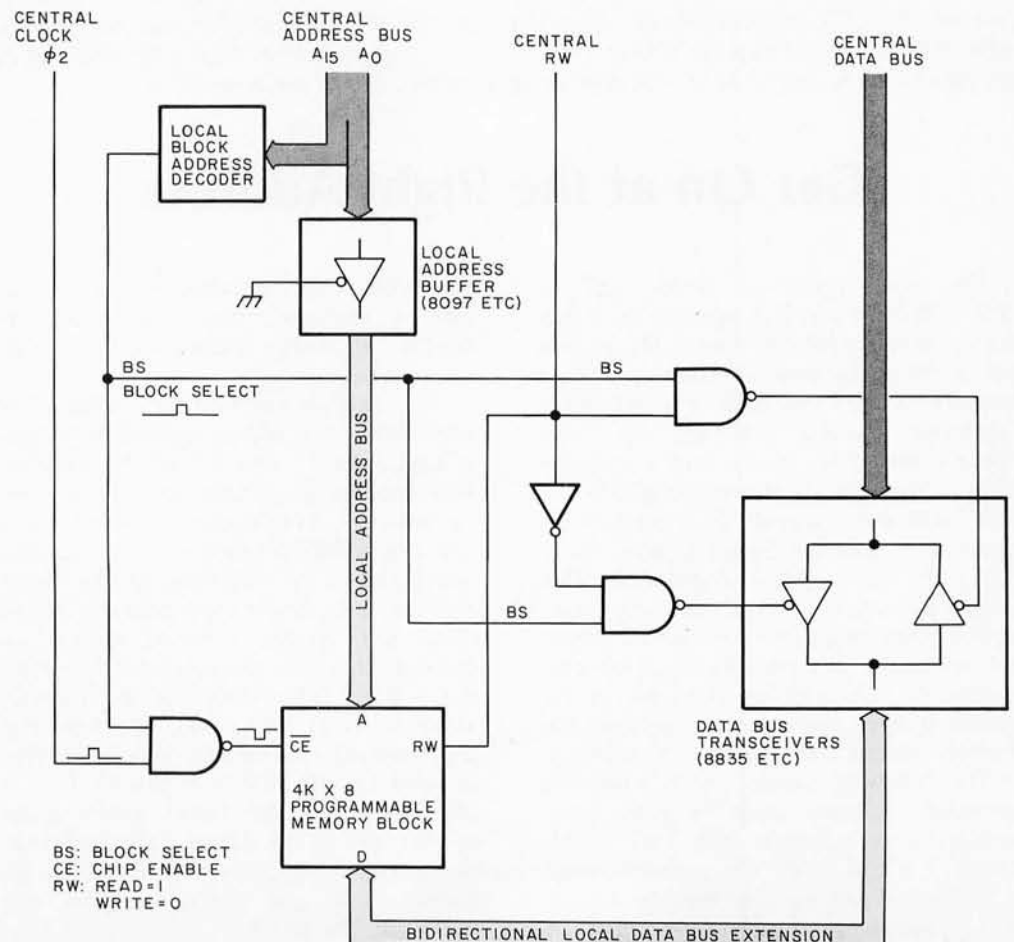 CENTRAL
CLOCK
φ2
CENTRAL
ADDRESS BUS
A15 A0
CENTRAL
RW
CENTRAL
DATA BUS
LOCAL
BLOCK
ADDRESS
DECODER
LOCAL
ADDRESS
BUFFER
(8097 ETC)
BS
BLOCK SELECT
BS
LOCAL ADDRESS BUS
BS
A
CE
RW
4K X 8
PROGRAMMABLE
MEMORY BLOCK
D
DATA BUS
TRANSCEIVERS
(8835 ETC)
BS: BLOCK SELECT
CE: CHIP ENABLE
RW: READ=1
WRITE=0
BIDIRECTIONAL LOCAL DATA BUS EXTENSION